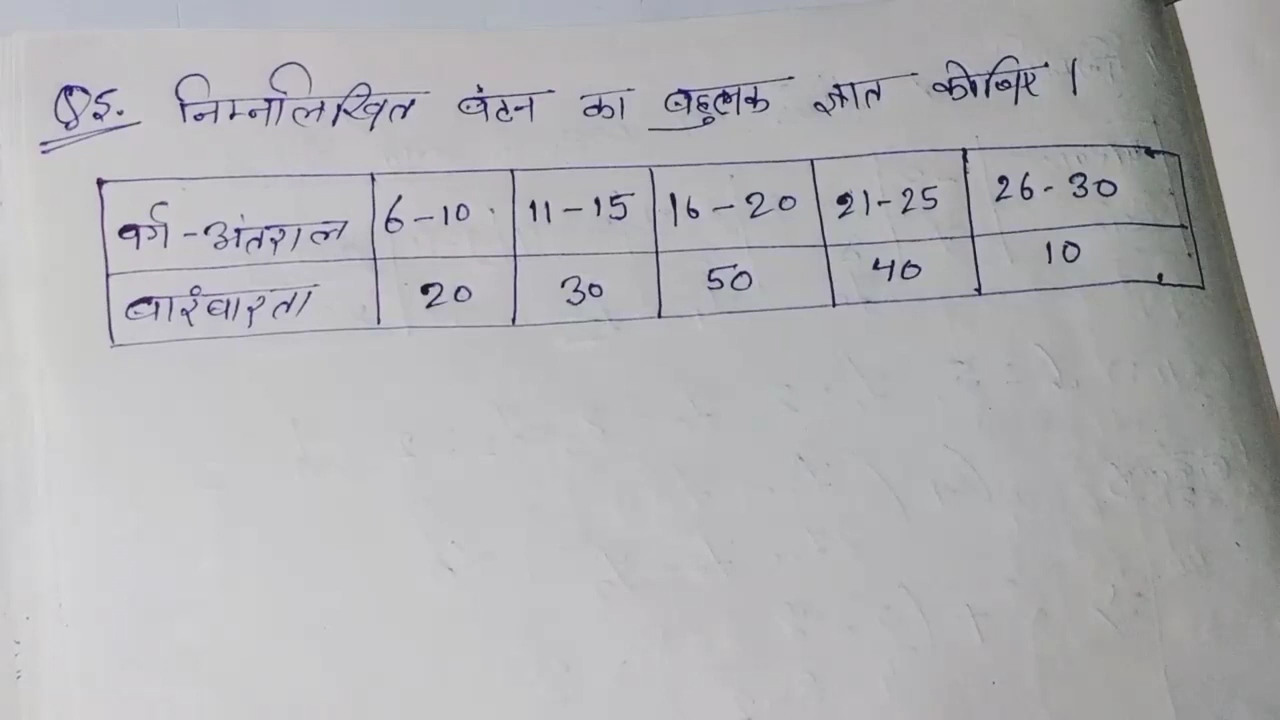 Q5. निम्नलिखित बंटन का बहुलक ज्ञात कीजिए ।
वर्ग-अंतराल 6-10 11-15 16-20 21-25 26-30
बारंबारता 20 30 50 40 10